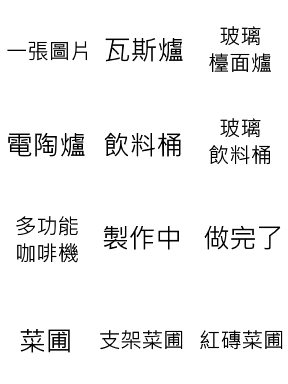 一張圖片
瓦斯爐
玻璃
檯面爐
電陶爐
飲料桶
玻璃
飲料桶
多功能
咖啡機
製作中
做完了
菜圃
支架菜圃
紅磚菜圃